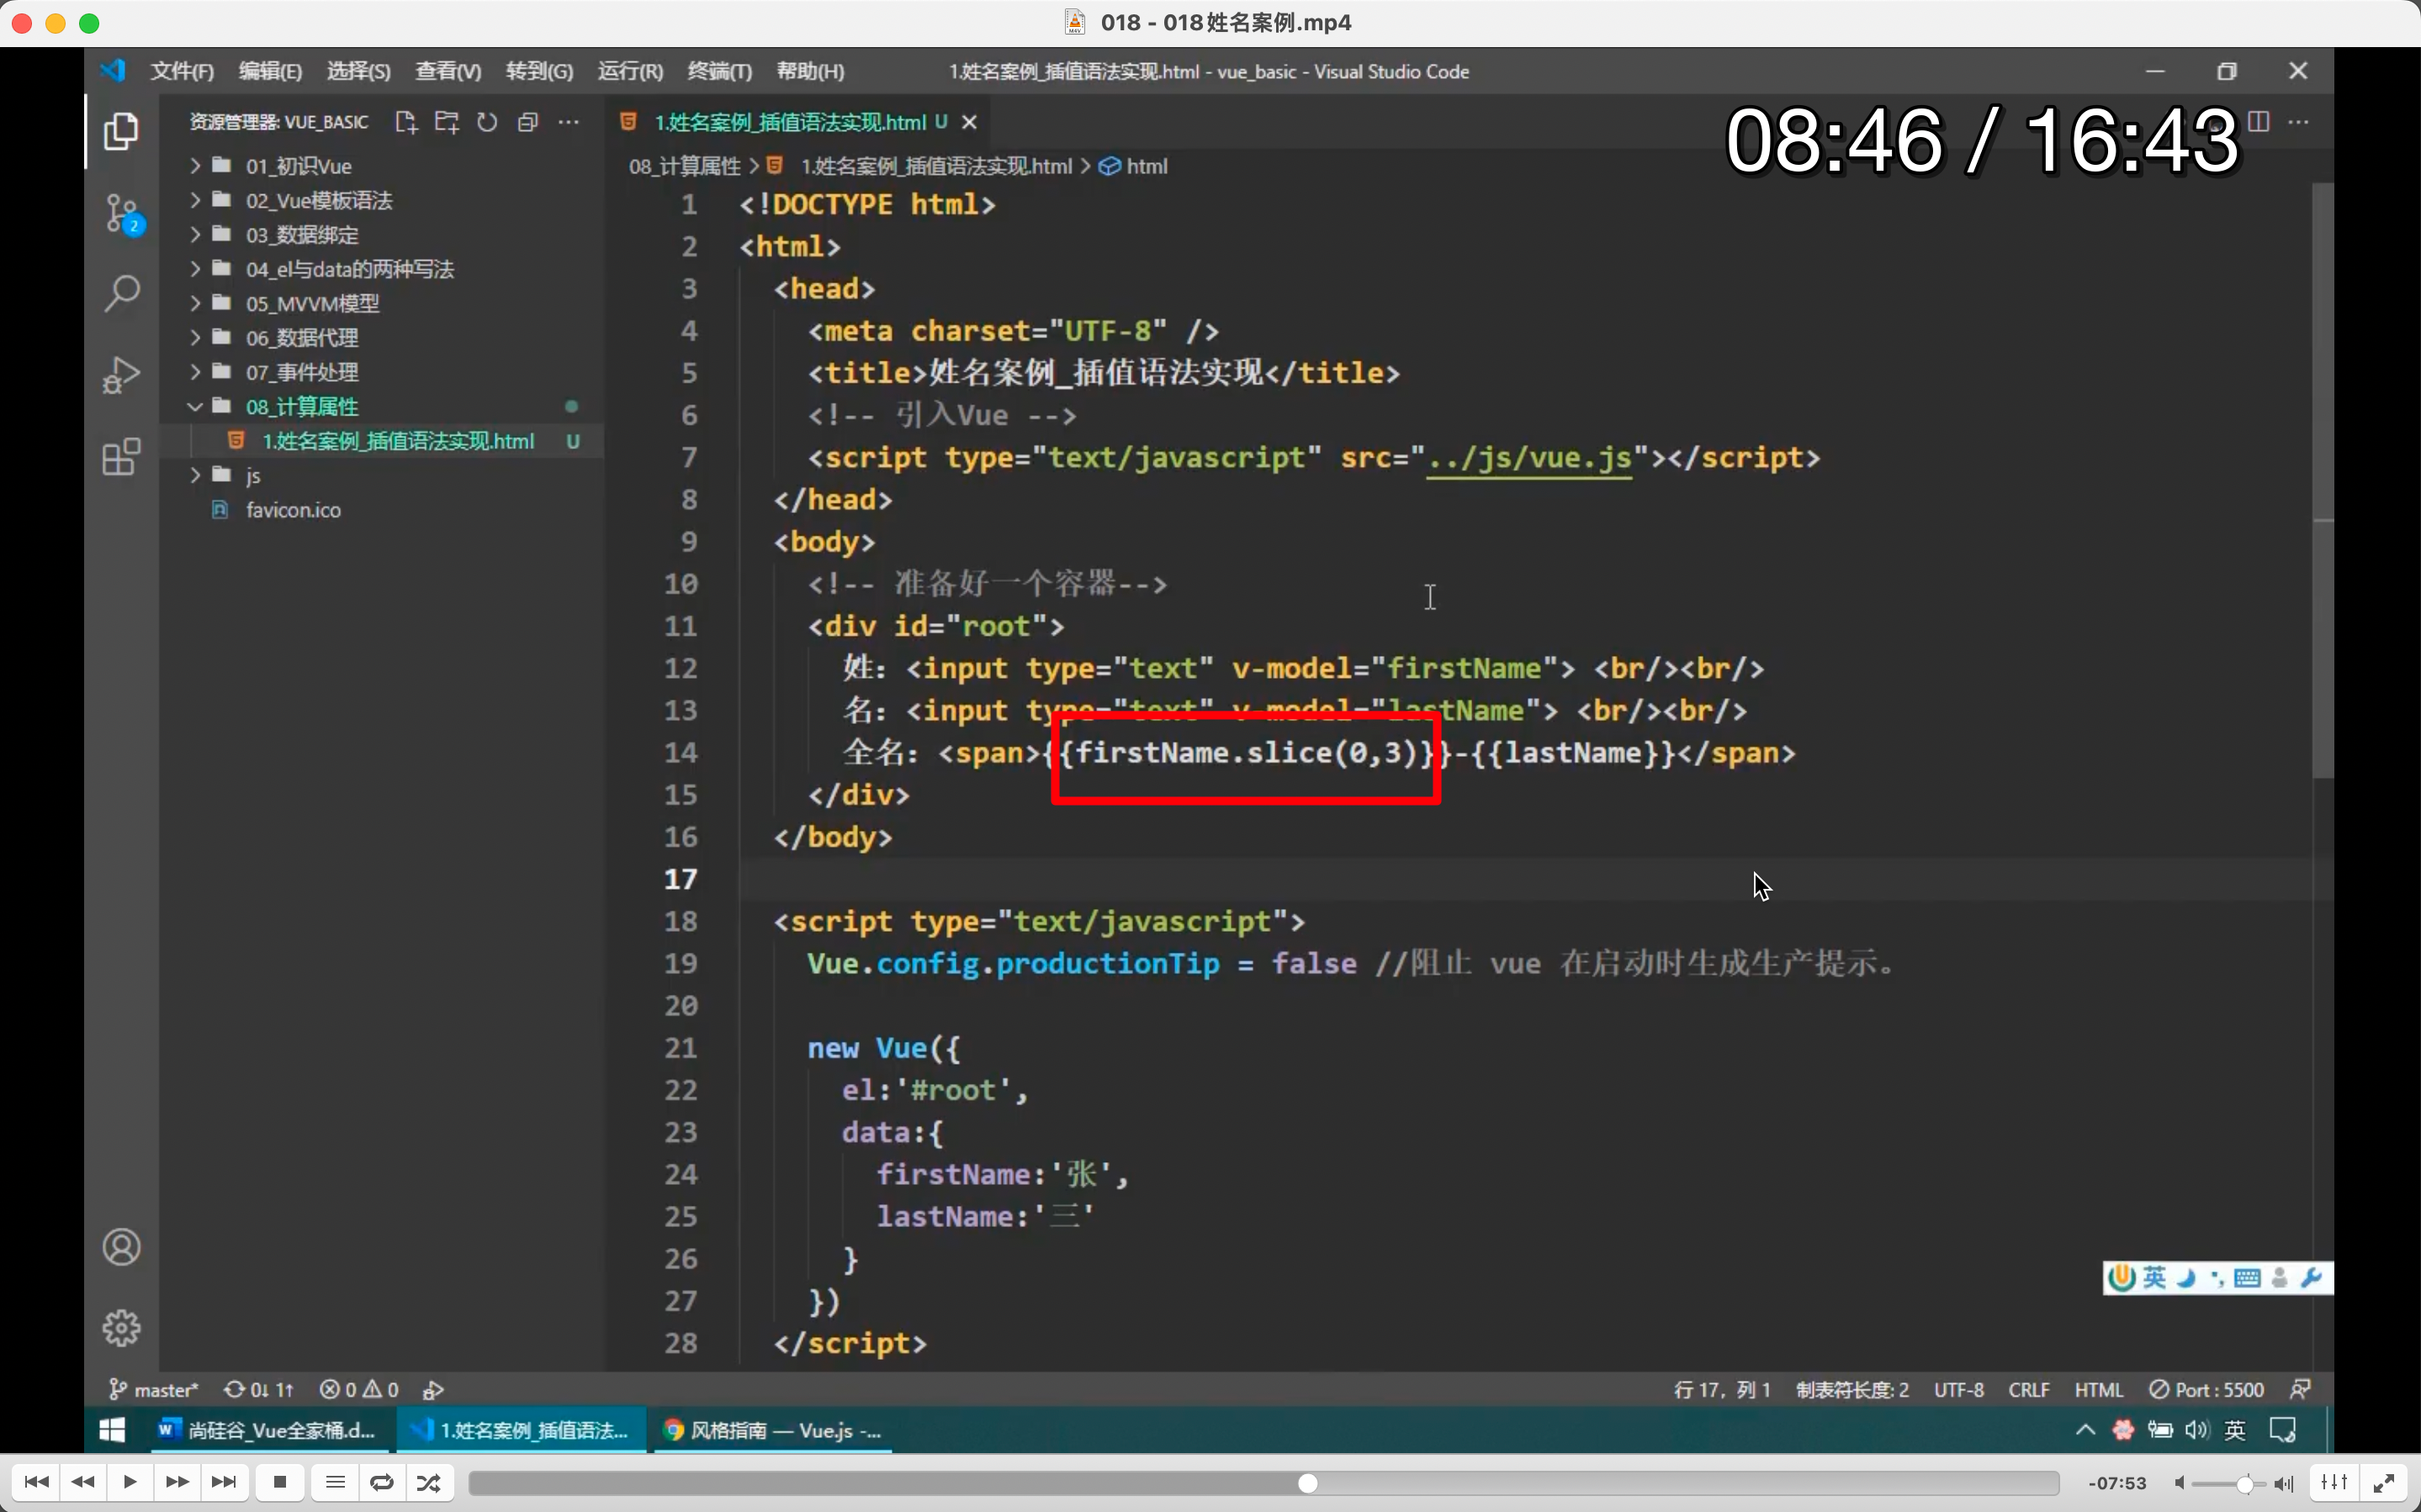 018 - 018姓名案例.mp4
文件(F) 编辑(E) 选择(S) 查看(V) 转到(G) 运行(R) 终端(T) 帮助(H) 1.姓名案例_插值语法实现.html - vue_basic - Visual Studio Code
08:46 / 16:43
资源管理器: VUE_BASIC
01_初识Vue
02_Vue模板语法
03_数据绑定
04_el与data的两种写法
05_MVVM模型
06_数据代理
07_事件处理
08_计算属性
1.姓名案例_插值语法实现.html U
js
favicon.ico
2
1.姓名案例_插值语法实现.html U
08_计算属性 > 1.姓名案例_插值语法实现.html > html
1 <!DOCTYPE html>
2 <html>
3 <head>
4 <meta charset="UTF-8" />
5 <title>姓名案例_插值语法实现</title>
6 <!-- 引入Vue -->
7 <script type="text/javascript" src="../js/vue.js"></script>
8 </head>
9 <body>
10 <!-- 准备好一个容器-->
11 <div id="root">
12 姓：<input type="text" v-model="firstName"> <br/><br/>
13 名：<input type="text" v-model="lastName"> <br/><br/>
14 全名：<span>{{firstName.slice(0,3)}}-{{lastName}}</span>
15 </div>
16 </body>
17
18 <script type="text/javascript">
19 Vue.config.productionTip = false //阻止 vue 在启动时生成生产提示。
20
21 new Vue({
22 el:'#root',
23 data:{
24 firstName:'张',
25 lastName:'三'
26 }
27 })
28 </script>
英
master* 0↓ 1↑ 0 0 行 17，列 1 制表符长度: 2 UTF-8 CRLF HTML Port : 5500
尚硅谷_Vue全家桶.d... 1.姓名案例_插值语法... 风格指南 — Vue.js -... 英
-07:53